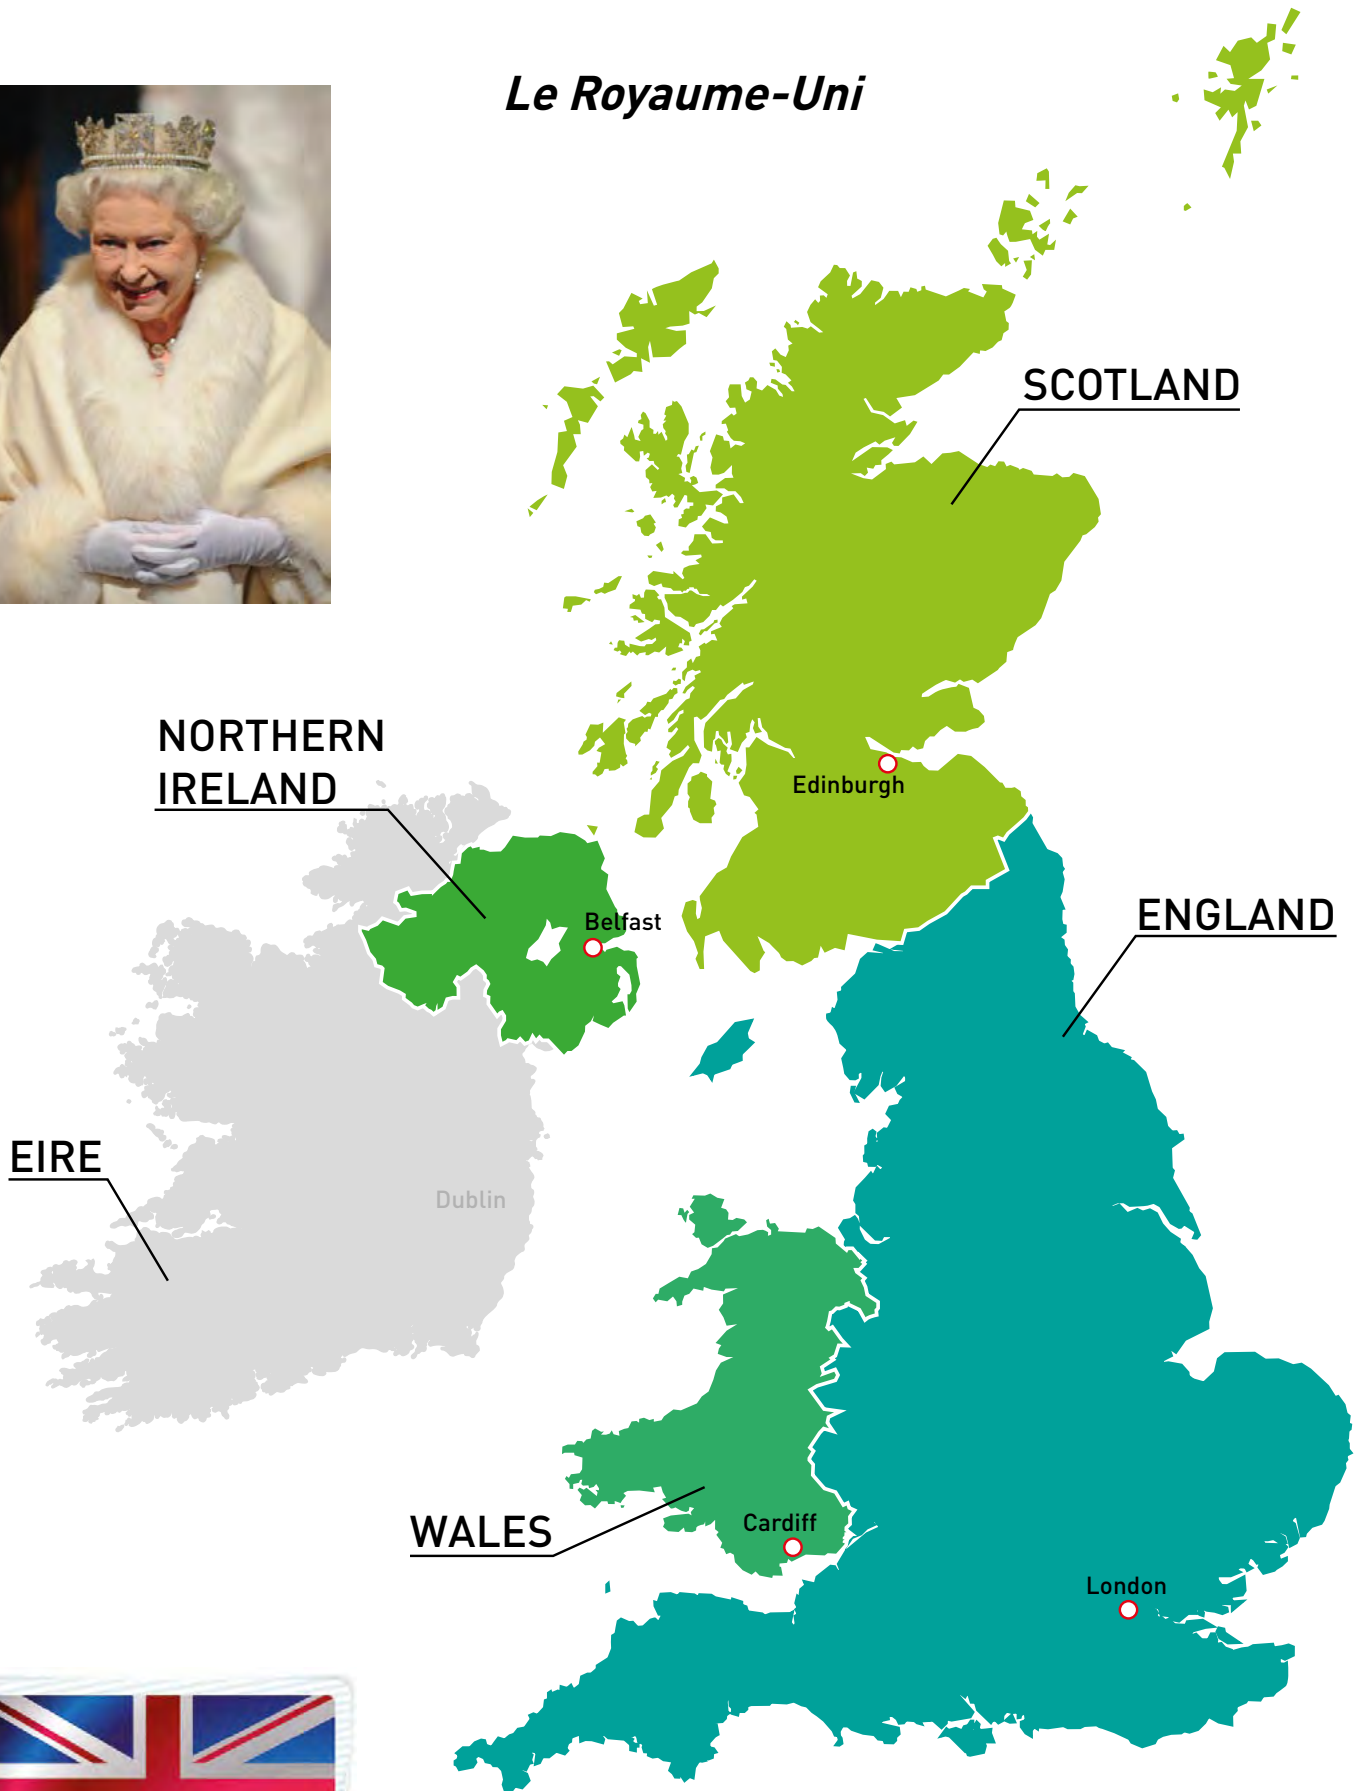 Le Royaume-Uni
SCOTLAND
NORTHERN
IRELAND
Edinburgh
ENGLAND
Belfast
EIRE
Dublin
WALES
Cardiff
London